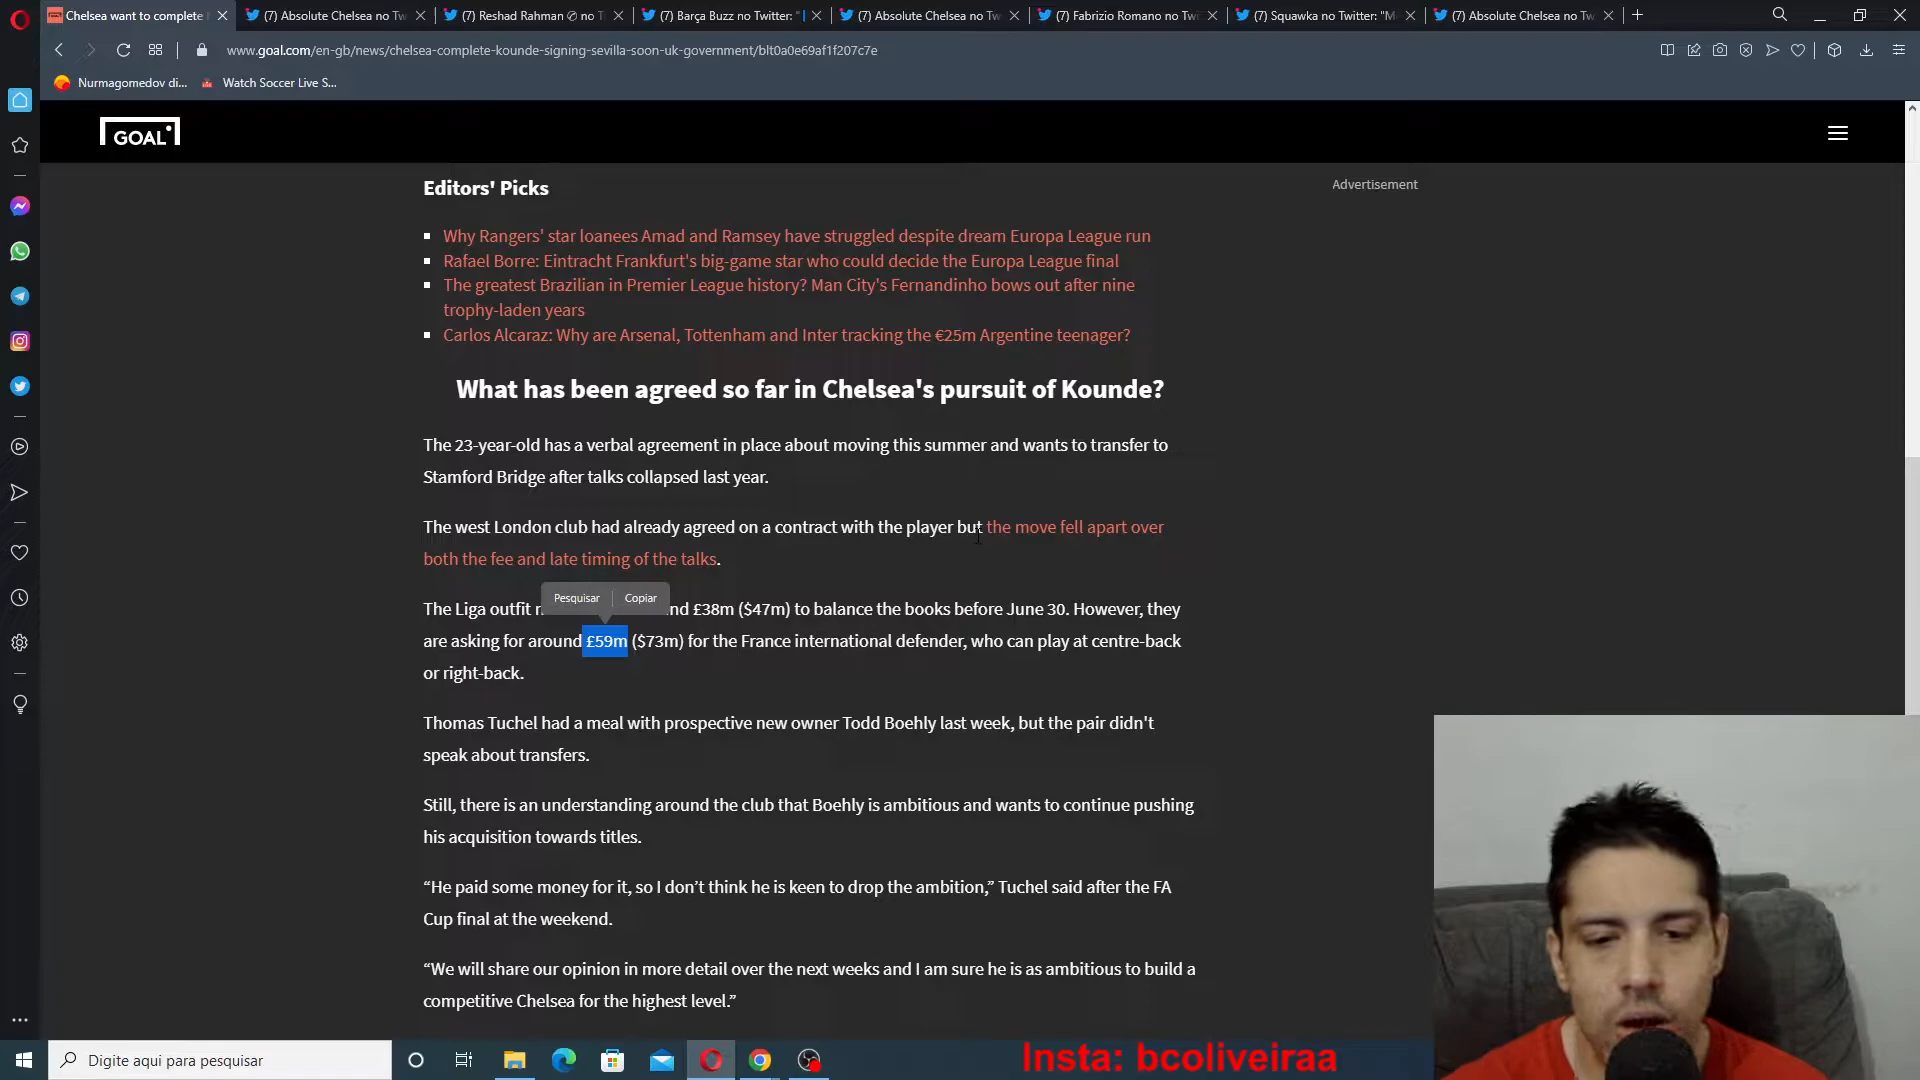 Chelsea want to complete
(7) Absolute Chelsea no Tw
(7) Reshad Rahman no T
(7) Barça Buzz no Twitter: "
(7) Absolute Chelsea no Tw
(7) Fabrizio Romano no Tw
(7) Squawka no Twitter: "M
(7) Absolute Chelsea no Tw
www.goal.com/en-gb/news/chelsea-complete-kounde-signing-sevilla-soon-uk-government/blt0a0e69af1f207c7e
Nurmagomedov di...
Watch Soccer Live S...
GOAL
Editors' Picks
Advertisement
Why Rangers' star loanees Amad and Ramsey have struggled despite dream Europa League run
Rafael Borre: Eintracht Frankfurt's big-game star who could decide the Europa League final
The greatest Brazilian in Premier League history? Man City's Fernandinho bows out after nine
trophy-laden years
Carlos Alcaraz: Why are Arsenal, Tottenham and Inter tracking the €25m Argentine teenager?
What has been agreed so far in Chelsea's pursuit of Kounde?
The 23-year-old has a verbal agreement in place about moving this summer and wants to transfer to
Stamford Bridge after talks collapsed last year.
The west London club had already agreed on a contract with the player but the move fell apart over
both the fee and late timing of the talks.
Pesquisar
Copiar
The Liga outfit nd £38m ($47m) to balance the books before June 30. However, they
are asking for around £59m ($73m) for the France international defender, who can play at centre-back
or right-back.
Thomas Tuchel had a meal with prospective new owner Todd Boehly last week, but the pair didn't
speak about transfers.
Still, there is an understanding around the club that Boehly is ambitious and wants to continue pushing
his acquisition towards titles.
“He paid some money for it, so I don’t think he is keen to drop the ambition,” Tuchel said after the FA
Cup final at the weekend.
“We will share our opinion in more detail over the next weeks and I am sure he is as ambitious to build a
competitive Chelsea for the highest level.”
Digite aqui para pesquisar
Insta: bcoliveiraa